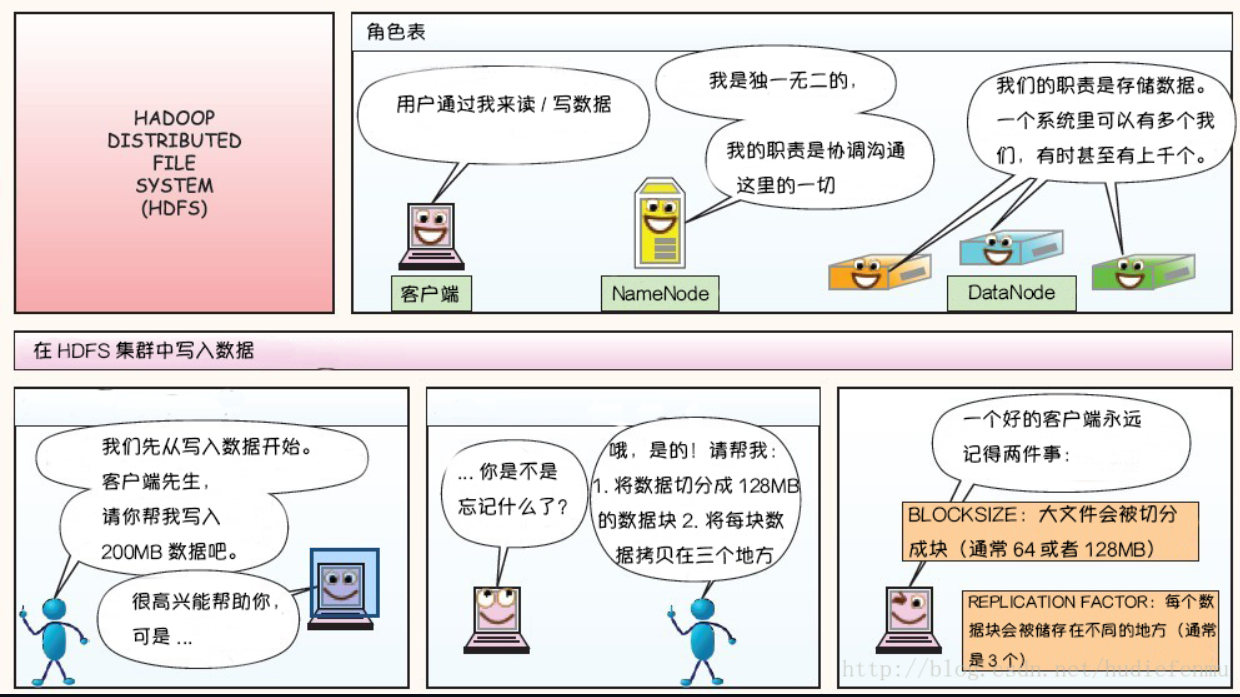 HADOOP
DISTRIBUTED
FILE
SYSTEM
(HDFS)
角色表
用户通过我来读 / 写数据
客户端
我是独一无二的，
我的职责是协调沟通
这里的一切
NameNode
我们的职责是存储数据。
一个系统里可以有多个我
们，有时甚至有上千个。
DataNode
在 HDFS 集群中写入数据
我们先从写入数据开始。
客户端先生，
请你帮我写入
200MB 数据吧。
很高兴能帮助你，
可是 ...
... 你是不是
忘记什么了？
哦，是的！请帮我：
1. 将数据切分成 128MB
的数据块 2. 将每块数
据拷贝在三个地方
一个好的客户端永远
记得两件事：
BLOCKSIZE：大文件会被切分
成块（通常 64 或者 128MB）
REPLICATION FACTOR：每个数
据块会被储存在不同的地方（通常
是 3 个）
http://blog.csdn.net/hudiefenmu